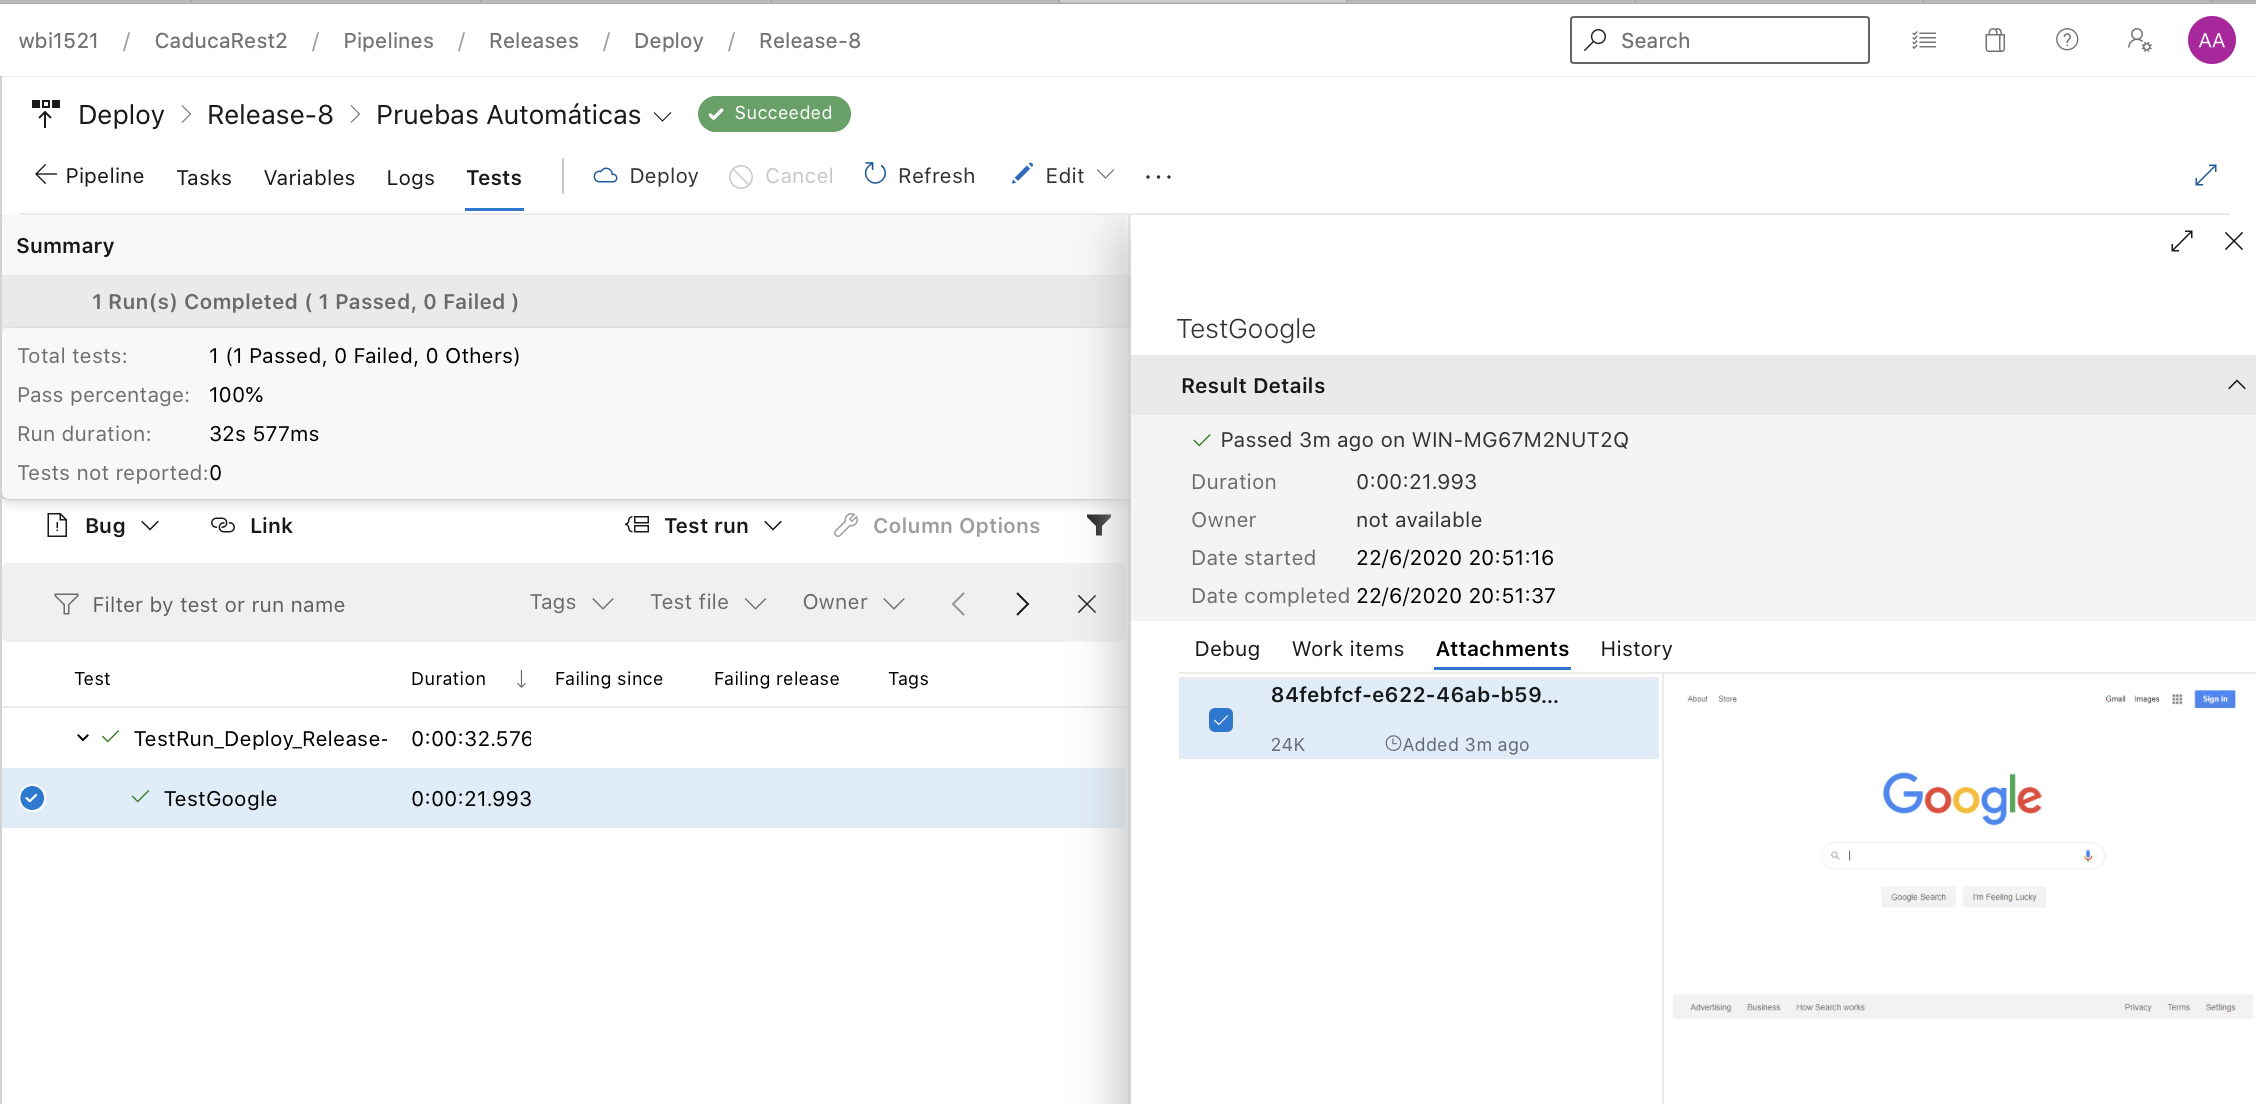 wbi1521 / CaducaRest2 / Pipelines / Releases / Deploy / Release-8
Search
AA
Deploy > Release-8 > Pruebas Automáticas
Succeeded
Pipeline Tasks Variables Logs Tests
Deploy Cancel Refresh Edit ...
Summary
1 Run(s) Completed ( 1 Passed, 0 Failed )
Total tests: 1 (1 Passed, 0 Failed, 0 Others)
Pass percentage: 100%
Run duration: 32s 577ms
Tests not reported:0
Bug Link Test run Column Options
Filter by test or run name Tags Test file Owner
Test Duration Failing since Failing release Tags
TestRun_Deploy_Release- 0:00:32.576
TestGoogle 0:00:21.993
TestGoogle
Result Details
Passed 3m ago on WIN-MG67M2NUT2Q
Duration 0:00:21.993
Owner not available
Date started 22/6/2020 20:51:16
Date completed 22/6/2020 20:51:37
Debug Work items Attachments History
84febfcf-e622-46ab-b59...
24K Added 3m ago
About Store Gmail Images Sign in
Google
Google Search I'm Feeling Lucky
Advertising Business How Search works Privacy Terms Settings